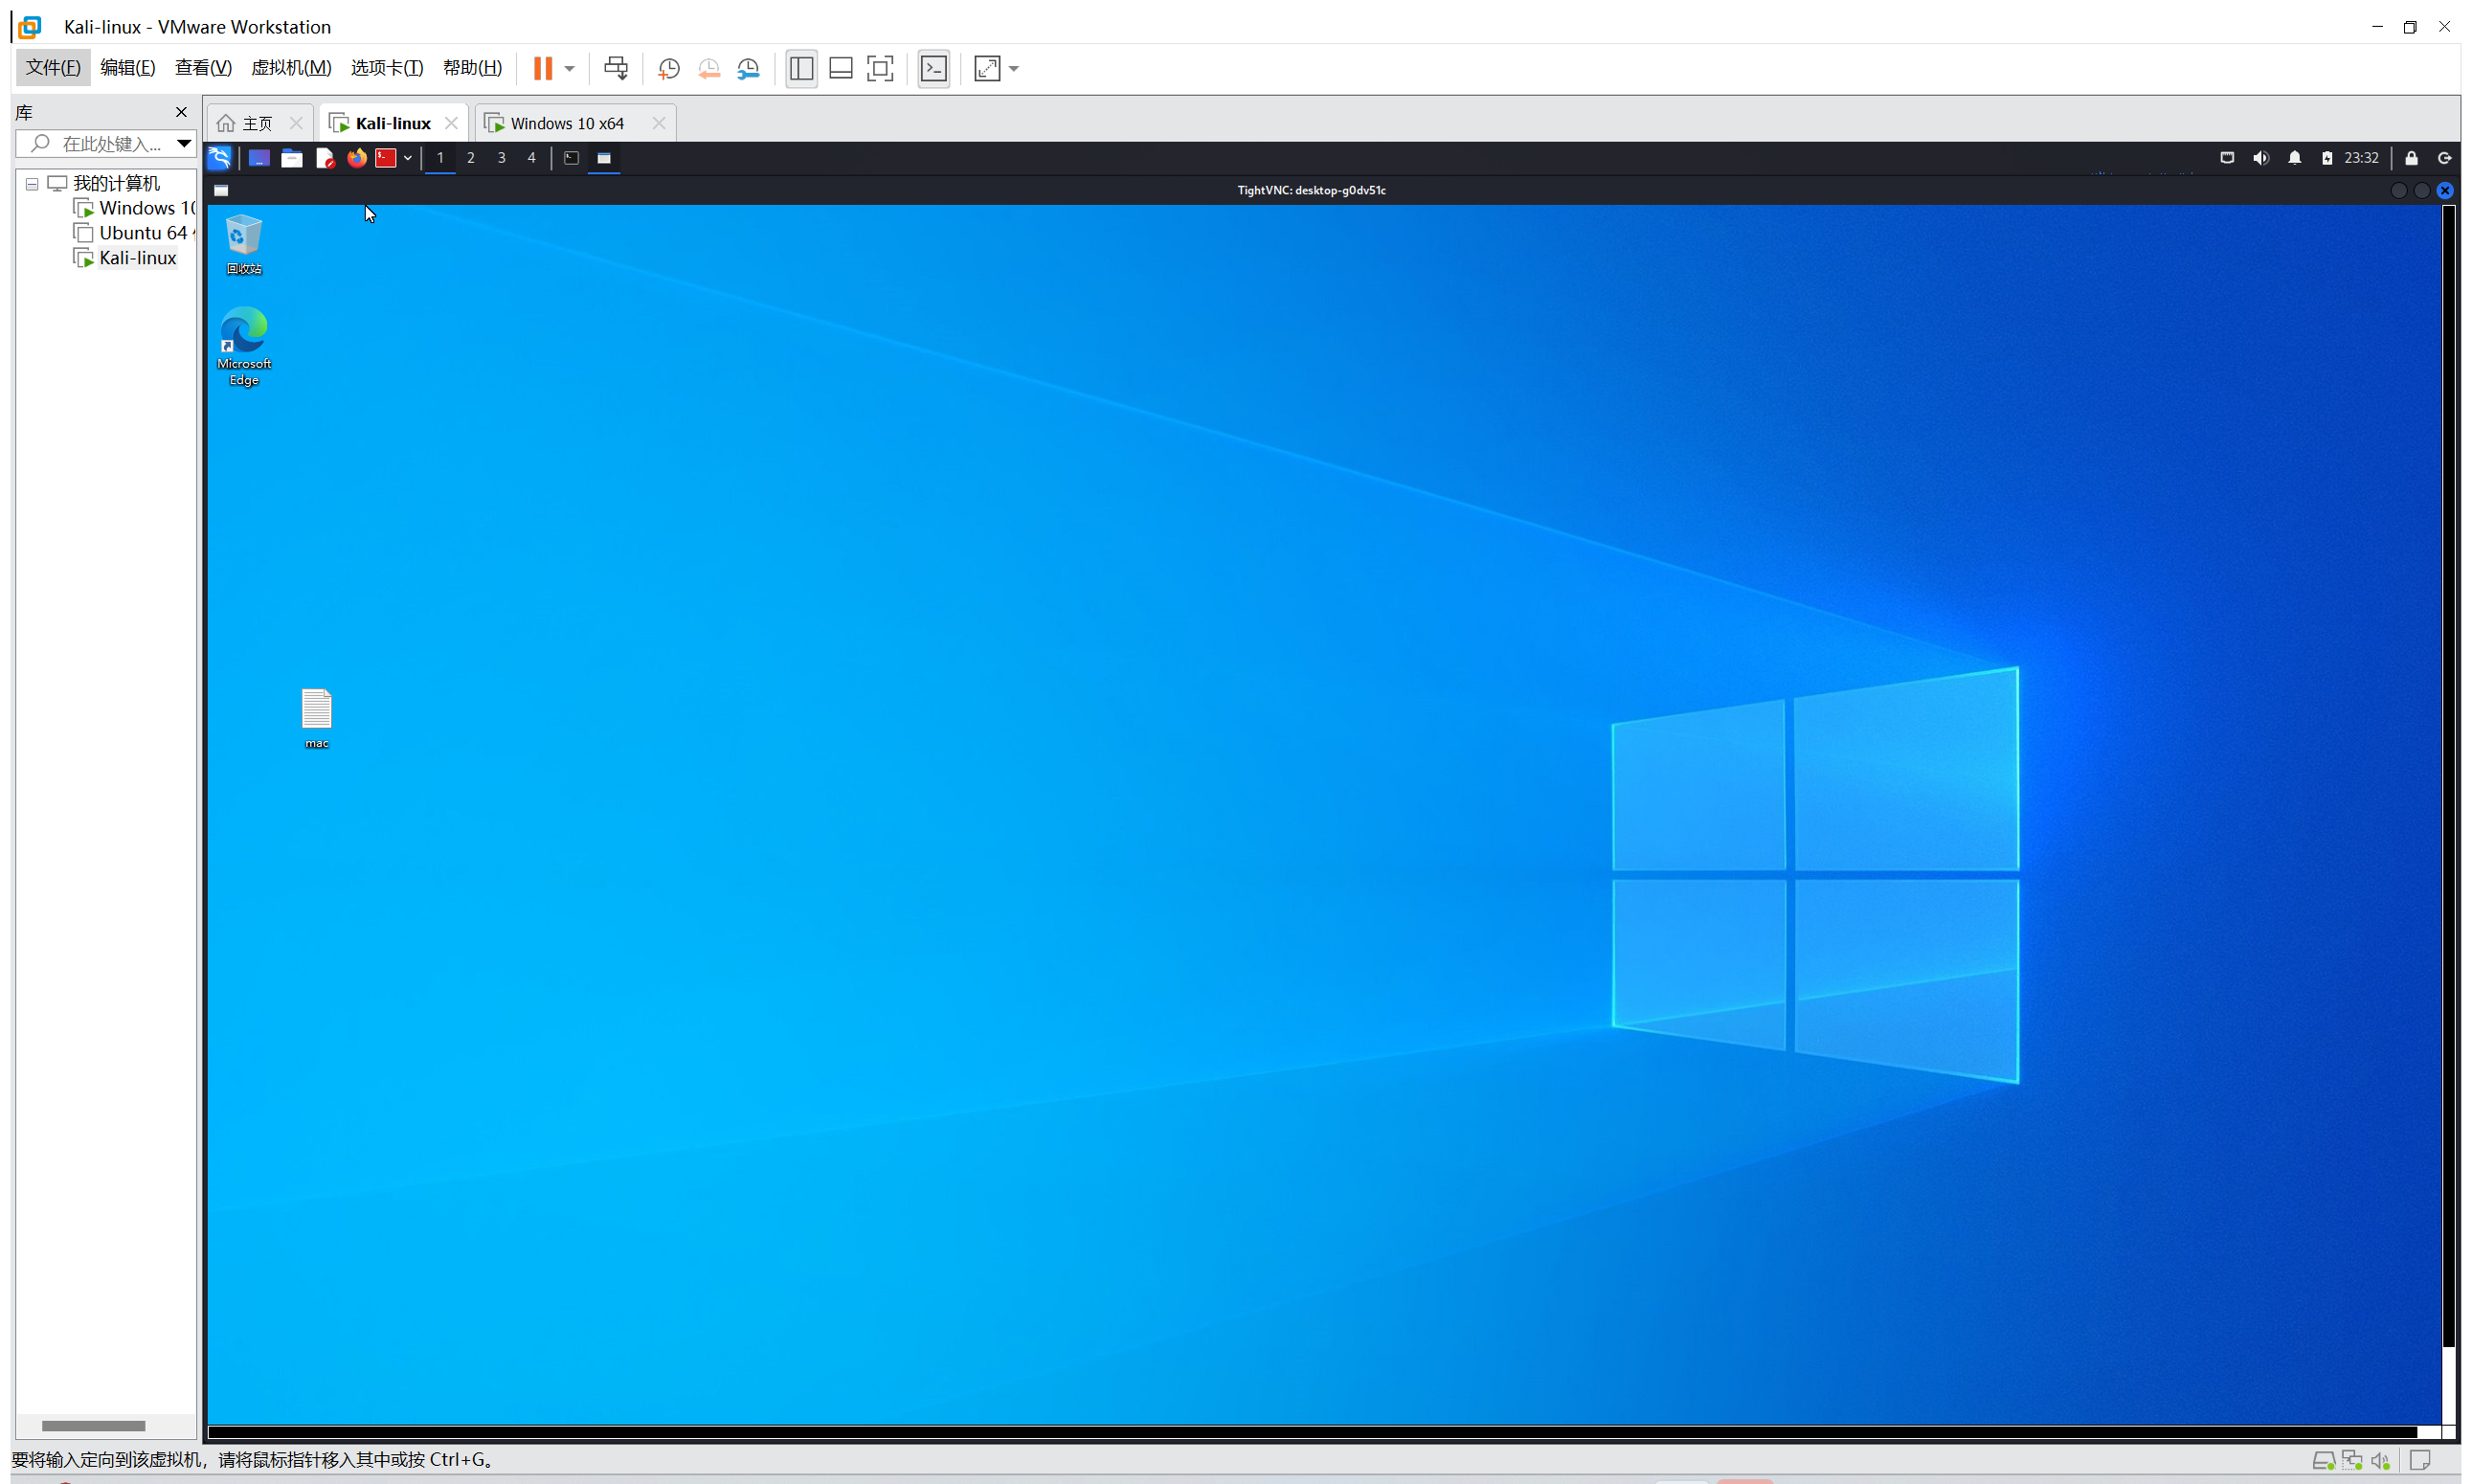 Kali-linux - VMware Workstation
文件(F) 编辑(E) 查看(V) 虚拟机(M) 选项卡(T) 帮助(H)
库
在此处键入...
主页 Kali-linux Windows 10 x64
1 2 3 4 23:32
我的计算机
Windows 10
Ubuntu 64
Kali-linux
TightVNC: desktop-g0dv51c
回收站
Microsoft
Edge
mac
要将输入定向到该虚拟机，请将鼠标指针移入其中或按 Ctrl+G。